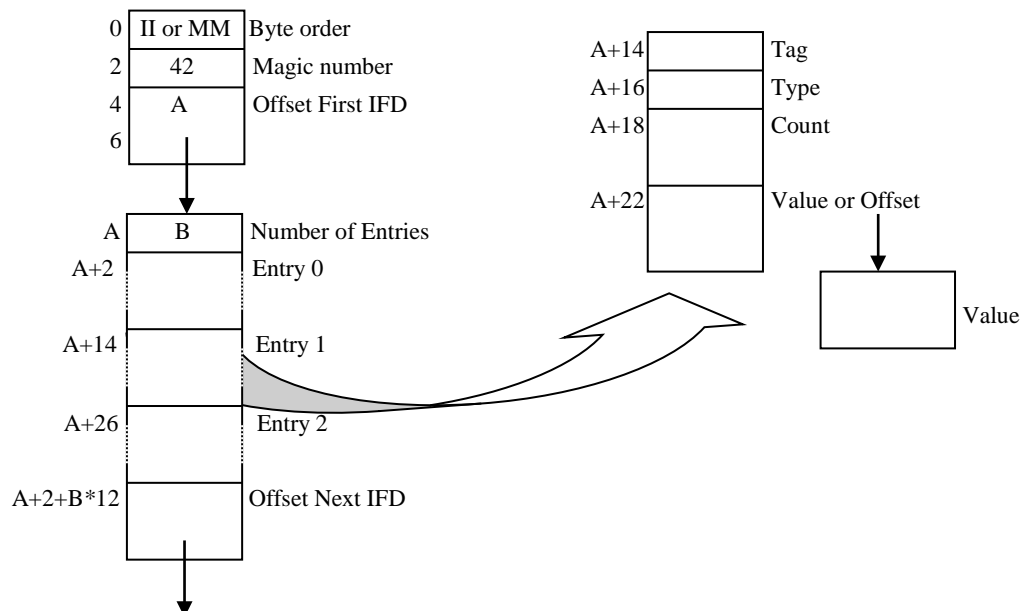 0 II or MM Byte order
2 42 Magic number
4 A Offset First IFD
6
A B Number of Entries
A+2 Entry 0
A+14 Entry 1
A+26 Entry 2
A+2+B*12 Offset Next IFD
A+14 Tag
A+16 Type
A+18 Count
A+22 Value or Offset
Value